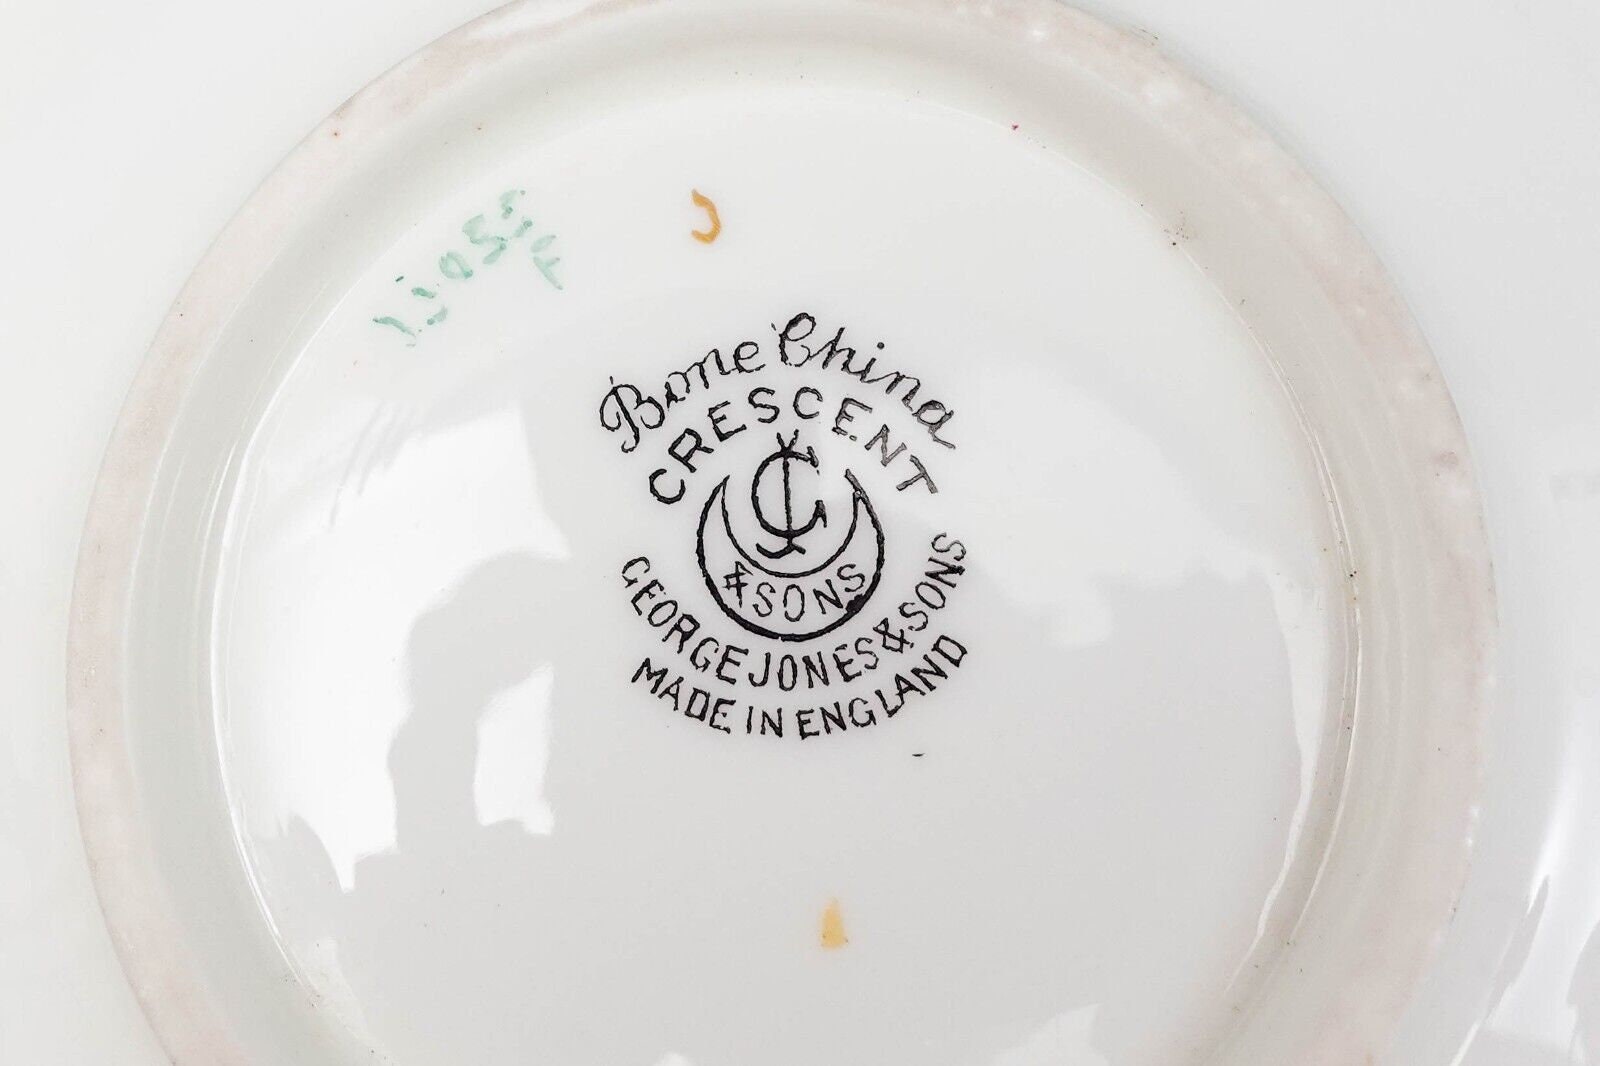 Bone China
CRESCENT
& SONS
GEORGE JONES & SONS
MADE IN ENGLAND